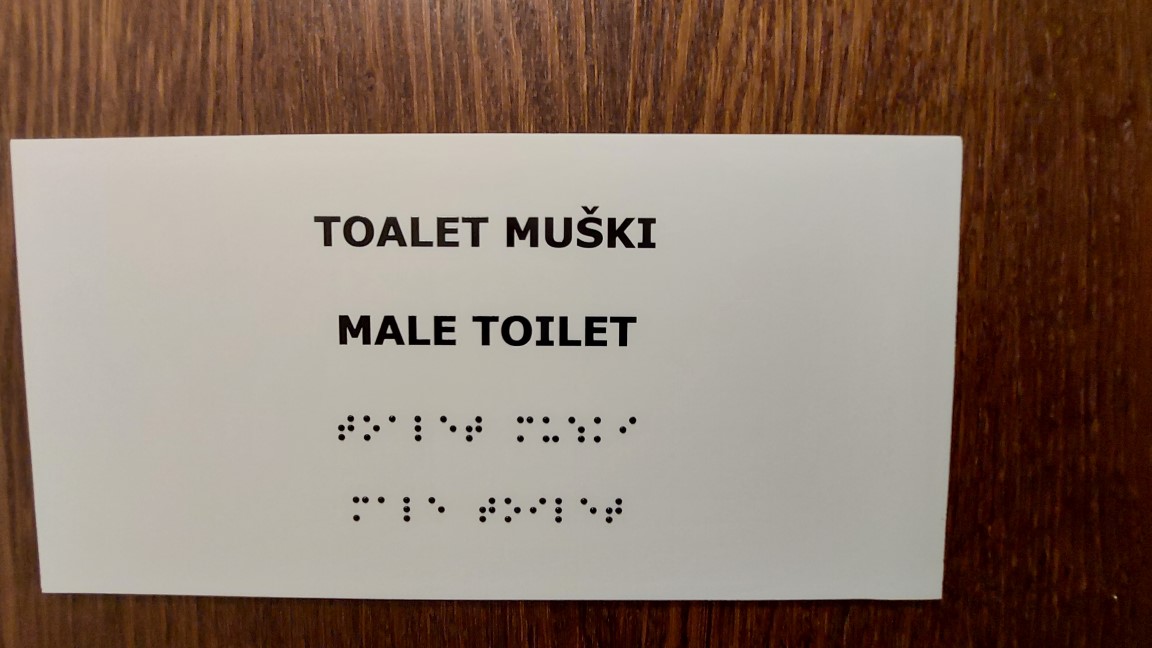 TOALET MUŠKI
MALE TOILET
⠞⠕⠁⠇⠑⠞ ⠍⠥⠱⠅⠊
⠍⠁⠇⠑ ⠞⠕⠊⠇⠑⠞